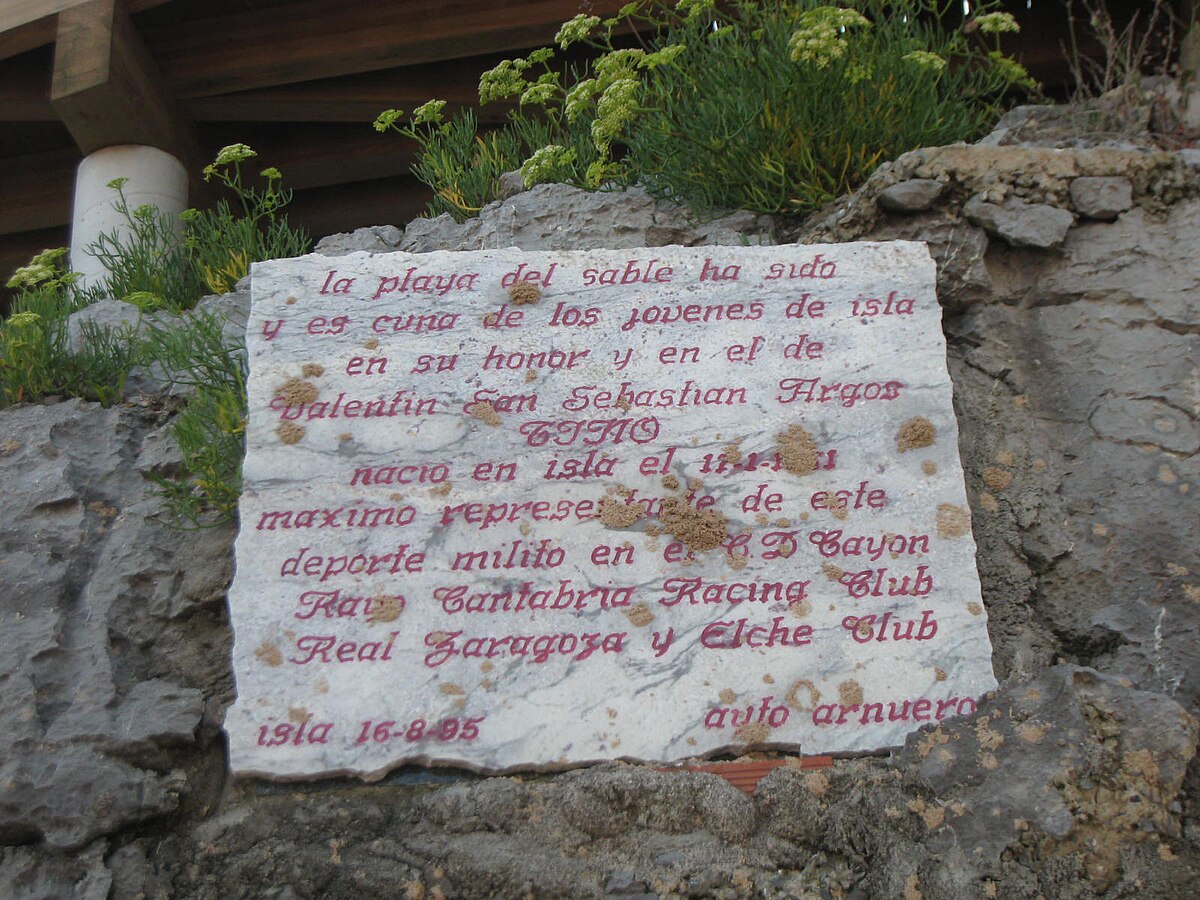 la playa del sable ha sido
y es cuna de los jovenes de isla
en su honor y en el de
Valentin San Sebastian Argos
TINO
nacio en isla el
maximo representante de este
deporte milito en el C.D Cayon
Rayo Cantabria Racing Club
Real Zaragoza y Elche Club
isla 16-8-95 ayto arnuero